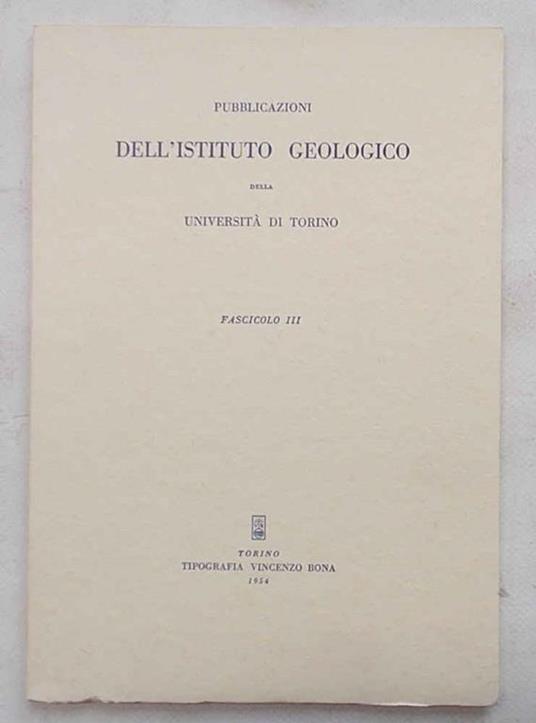 PUBBLICAZIONI
DELL'ISTITUTO GEOLOGICO
DELLA
UNIVERSITÀ DI TORINO
FASCICOLO III
TORINO
TIPOGRAFIA VINCENZO BONA
1954